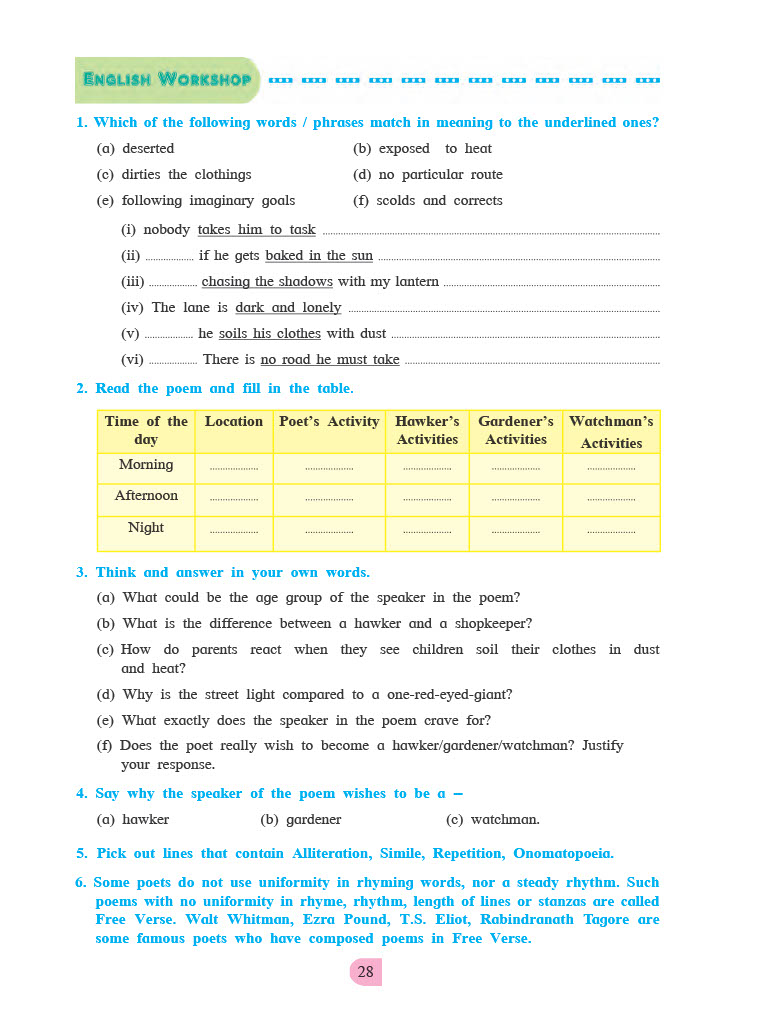 ENGLISH WORKSHOP
1. Which of the following words / phrases match in meaning to the underlined ones?
(a) deserted (b) exposed to heat
(c) dirties the clothings (d) no particular route
(e) following imaginary goals (f) scolds and corrects
(i) nobody takes him to task ....................
(ii) ................... if he gets baked in the sun ....................
(iii) ................... chasing the shadows with my lantern ....................
(iv) The lane is dark and lonely ....................
(v) ................... he soils his clothes with dust ....................
(vi) ................... There is no road he must take ....................
2. Read the poem and fill in the table.
Time of the Location Poet's Activity Hawker's Gardener's Watchman's
day Activities Activities Activities
Morning ................... ................... ................... ................... ...................
Afternoon ................... ................... ................... ................... ...................
Night ................... ................... ................... ................... ...................
3. Think and answer in your own words.
(a) What could be the age group of the speaker in the poem?
(b) What is the difference between a hawker and a shopkeeper?
(c) How do parents react when they see children soil their clothes in dust
and heat?
(d) Why is the street light compared to a one-red-eyed-giant?
(e) What exactly does the speaker in the poem crave for?
(f) Does the poet really wish to become a hawker/gardener/watchman? Justify
your response.
4. Say why the speaker of the poem wishes to be a –
(a) hawker (b) gardener (c) watchman.
5. Pick out lines that contain Alliteration, Simile, Repetition, Onomatopoeia.
6. Some poets do not use uniformity in rhyming words, nor a steady rhythm. Such
poems with no uniformity in rhyme, rhythm, length of lines or stanzas are called
Free Verse. Walt Whitman, Ezra Pound, T.S. Eliot, Rabindranath Tagore are
some famous poets who have composed poems in Free Verse.
28